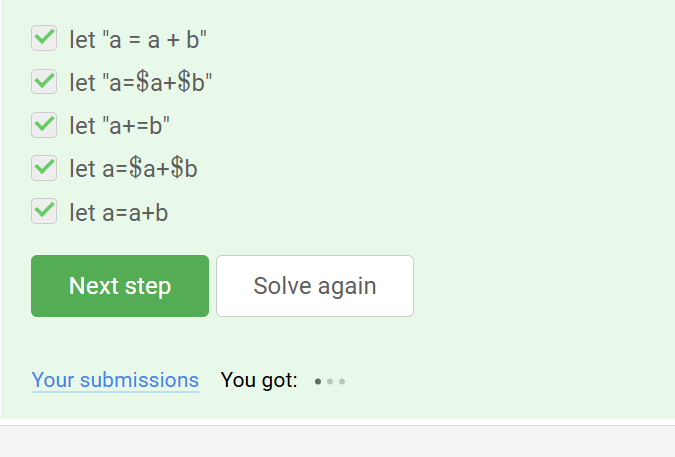 let "a = a + b"
let "a=$a+$b"
let "a+=b"
let a=$a+$b
let a=a+b
Next step Solve again
Your submissions You got: